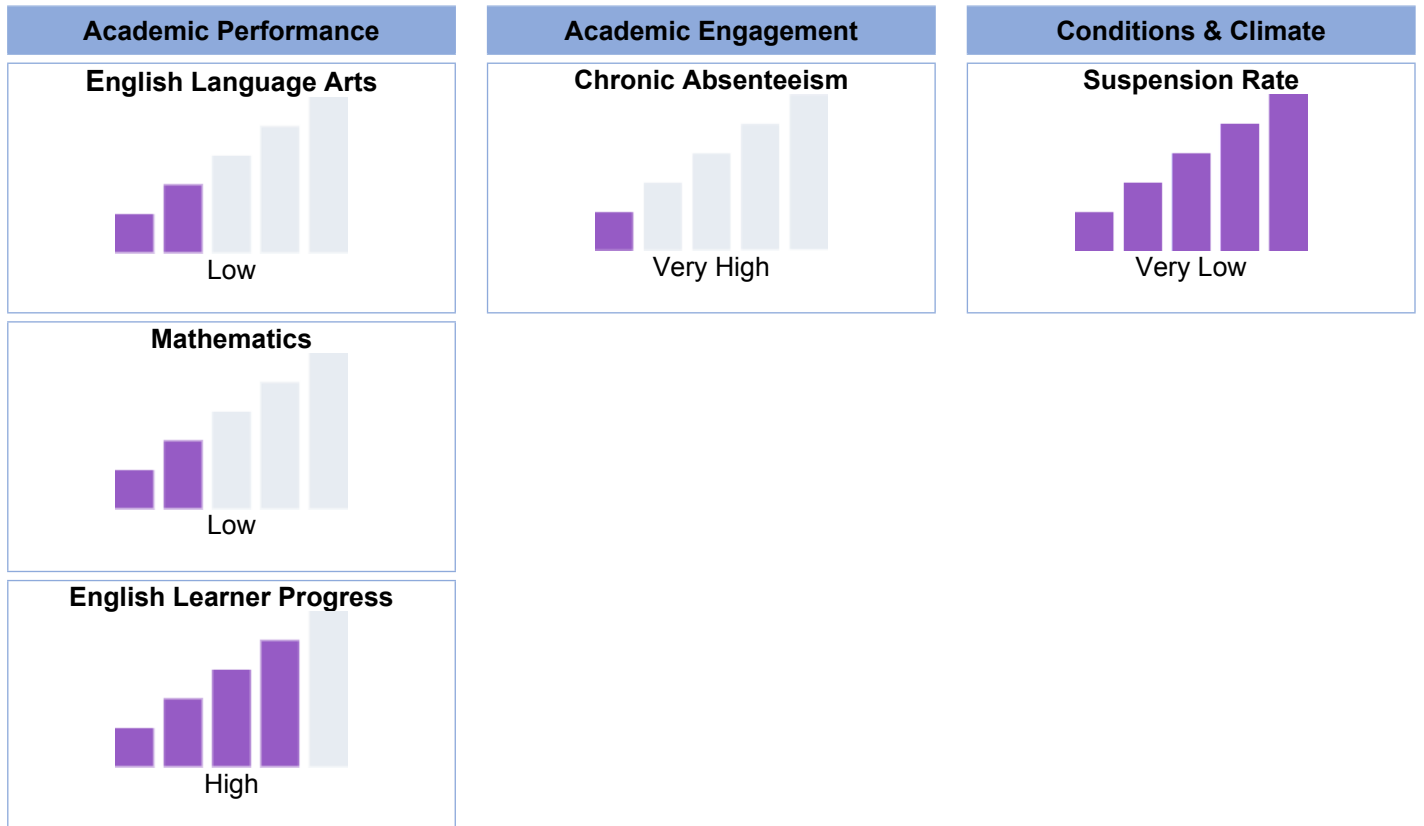 Academic Performance
Academic Engagement
Conditions & Climate
English Language Arts
Low
Chronic Absenteeism
Very High
Suspension Rate
Very Low
Mathematics
Low
English Learner Progress
High